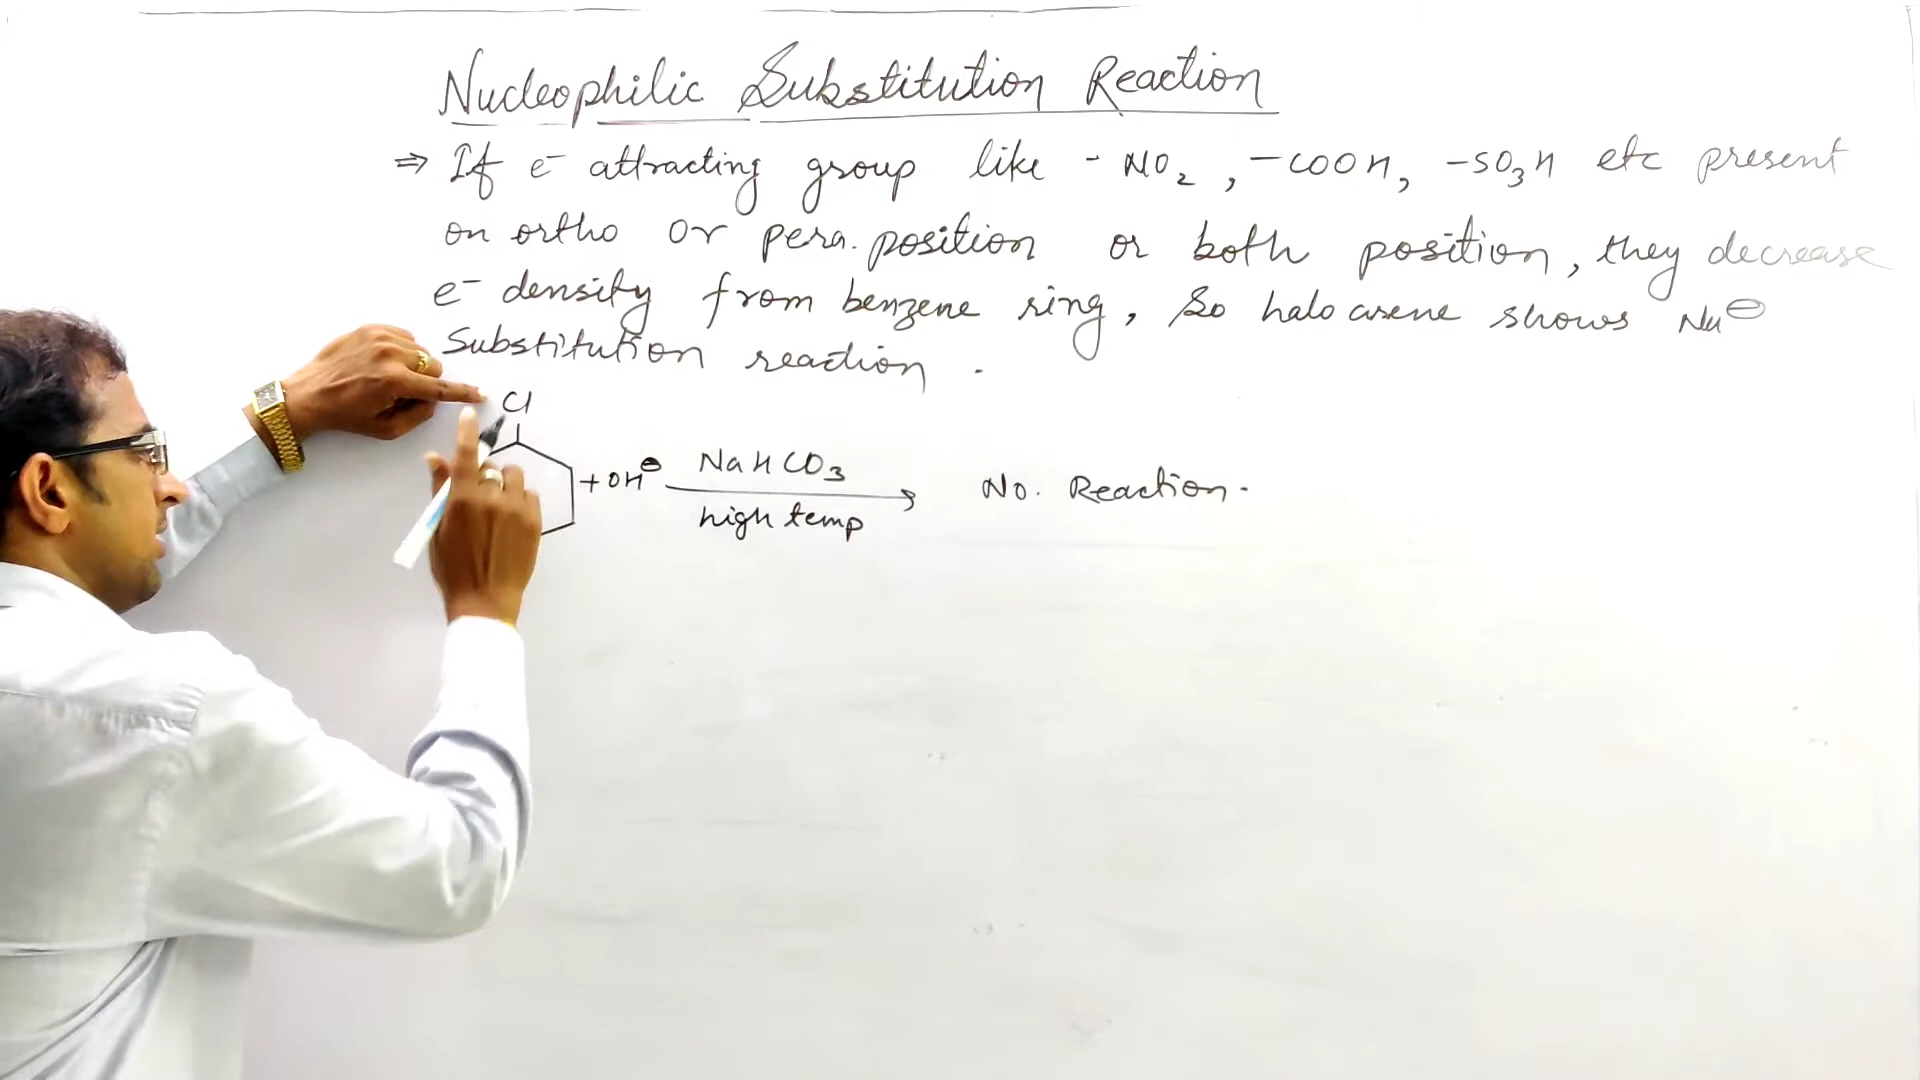 Nucleophilic Substitution Reaction
⇒ If e⁻ attracting group like - NO₂, -COOH, -SO₃H etc present
on ortho or pera. position or both position, they decrease
e⁻ density from benzene ring, So haloarene shows Nu⊖
Substitution reaction .
Cl
+ OH⊖ NaHCO₃ No. Reaction.
high temp